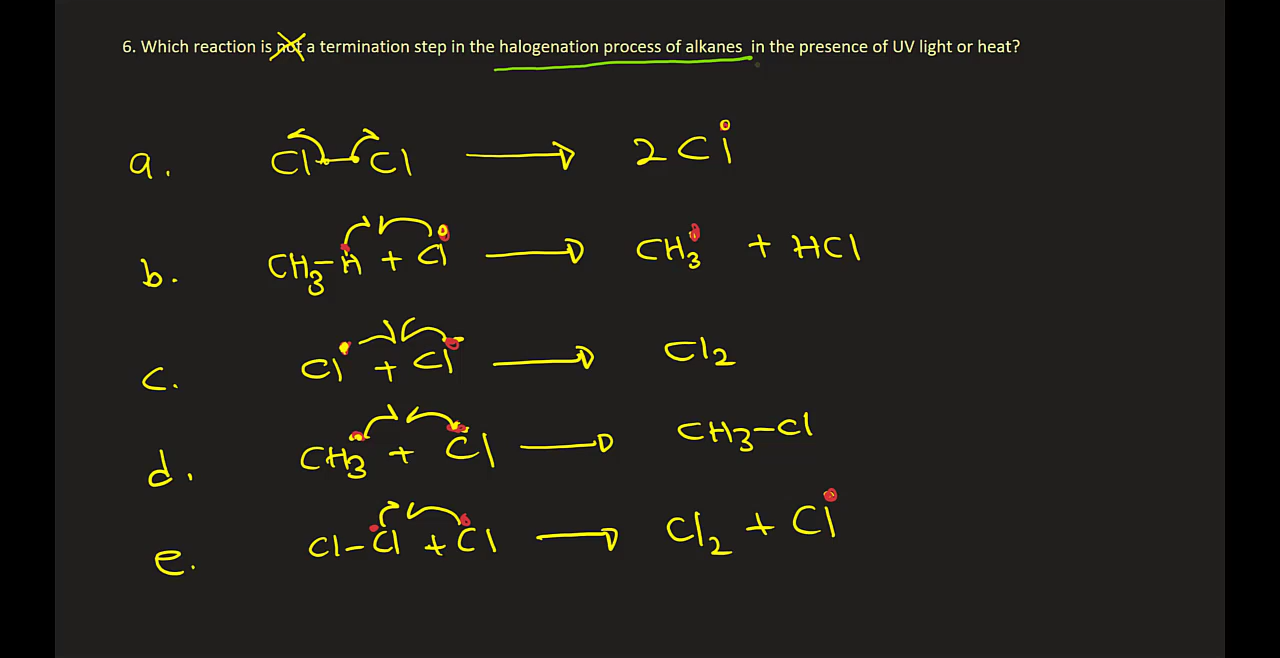 6. Which reaction is not a termination step in the halogenation process of alkanes in the presence of UV light or heat?
a. Cl-Cl → 2Cl•
b. CH3-H + Cl• → CH3• + HCl
c. Cl• + Cl• → Cl2
d. CH3• + Cl• → CH3-Cl
e. Cl-Cl + Cl• → Cl2 + Cl•